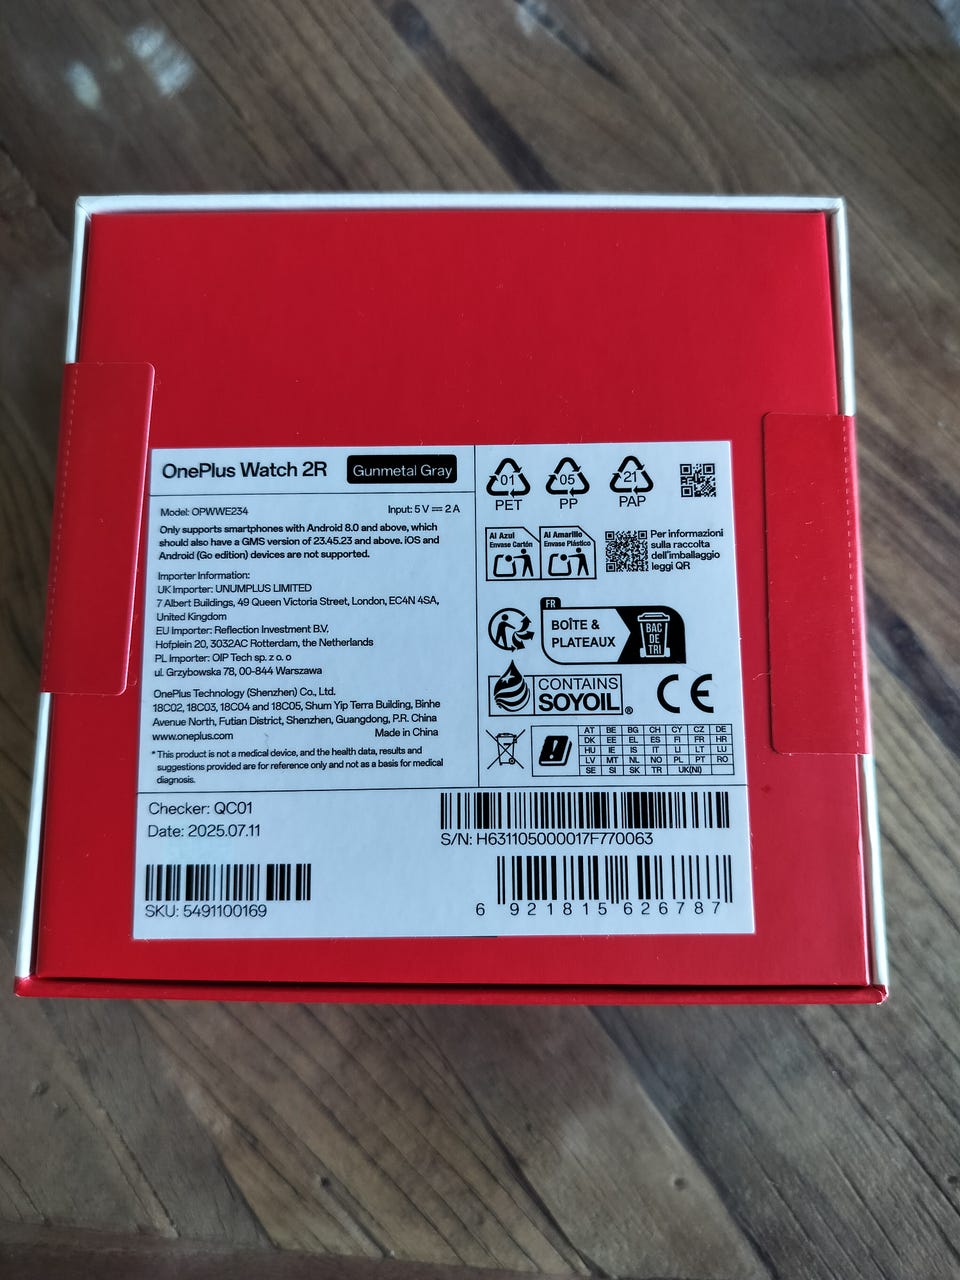 OnePlus Watch 2R
Gunmetal Gray
Model: OPWWE234
Input: 5 V ⎓ 2 A
Only supports smartphones with Android 8.0 and above, which
should also have a GMS version of 23.45.23 and above. iOS and
Android (Go edition) devices are not supported.
Importer Information:
UK Importer: UNUMPLUS LIMITED
7 Albert Buildings, 49 Queen Victoria Street, London, EC4N 4SA,
United Kingdom
EU Importer: Reflection Investment B.V.
Hofplein 20, 3032AC Rotterdam, the Netherlands
PL Importer: OIP Tech sp. z o. o
ul. Grzybowska 78, 00-844 Warszawa
OnePlus Technology (Shenzhen) Co., Ltd.
18C02, 18C03, 18C04 and 18C05, Shum Yip Terra Building, Binhe
Avenue North, Futian District, Shenzhen, Guangdong, P.R. China
www.oneplus.com
Made in China
* This product is not a medical device, and the health data, results and
suggestions provided are for reference only and not as a basis for medical
diagnosis.
01
PET
05
PP
21
PAP
Al Azul
Envase Cartón
Al Amarillo
Envase Plástico
Per informazioni
sulla raccolta
dell'imballaggio
leggi QR
FR
BOÎTE &
PLATEAUX
BAC
DE
TRI
CONTAINS
SOYOIL®
CE
AT BE BG CH CY CZ DE
DK EE EL ES FI FR HR
HU IE IS IT LI LT LU
LV MT NL NO PL PT RO
SE SI SK TR UK(NI)
Checker: QC01
Date: 2025.07.11
S/N: H631105000017F770063
SKU: 5491100169
6 921815 626787